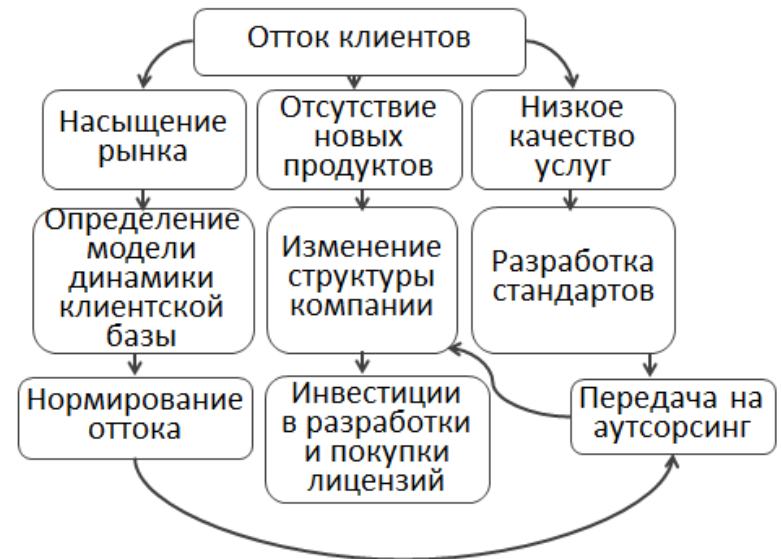 Отток клиентов
Насыщение
рынка
Отсутствие
новых
продуктов
Низкое
качество
услуг
Определение
модели
динамики
клиентской
базы
Изменение
структуры
компании
Разработка
стандартов
Нормирование
оттока
Инвестиции
в разработки
и покупки
лицензий
Передача на
аутсорсинг